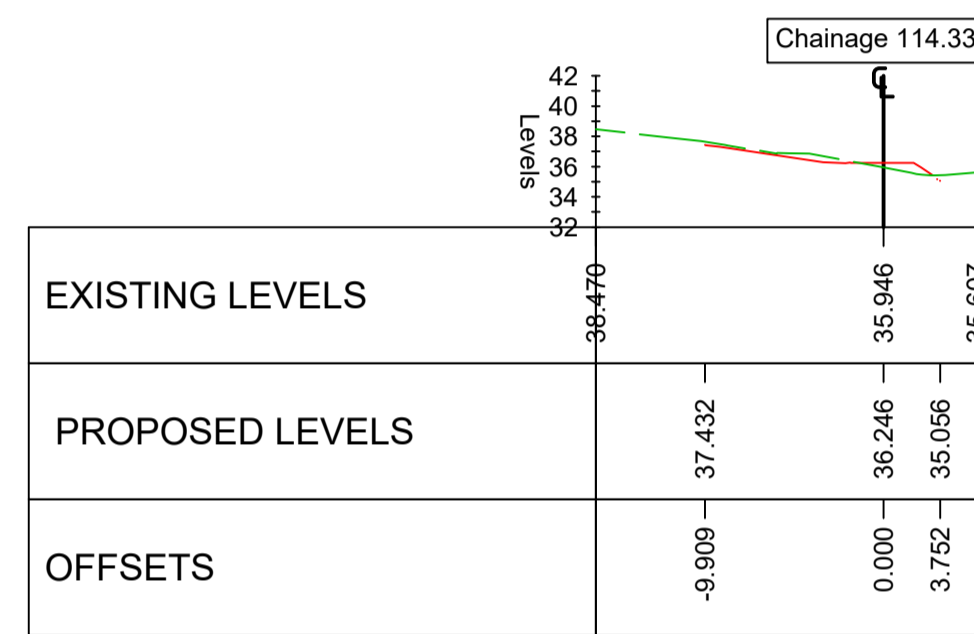 Chainage 114.33
42
40
38
36
34
32
Levels
EXISTING LEVELS
38.470
35.946
PROPOSED LEVELS
37.432
36.246
35.056
OFFSETS
-9.909
0.000
3.752